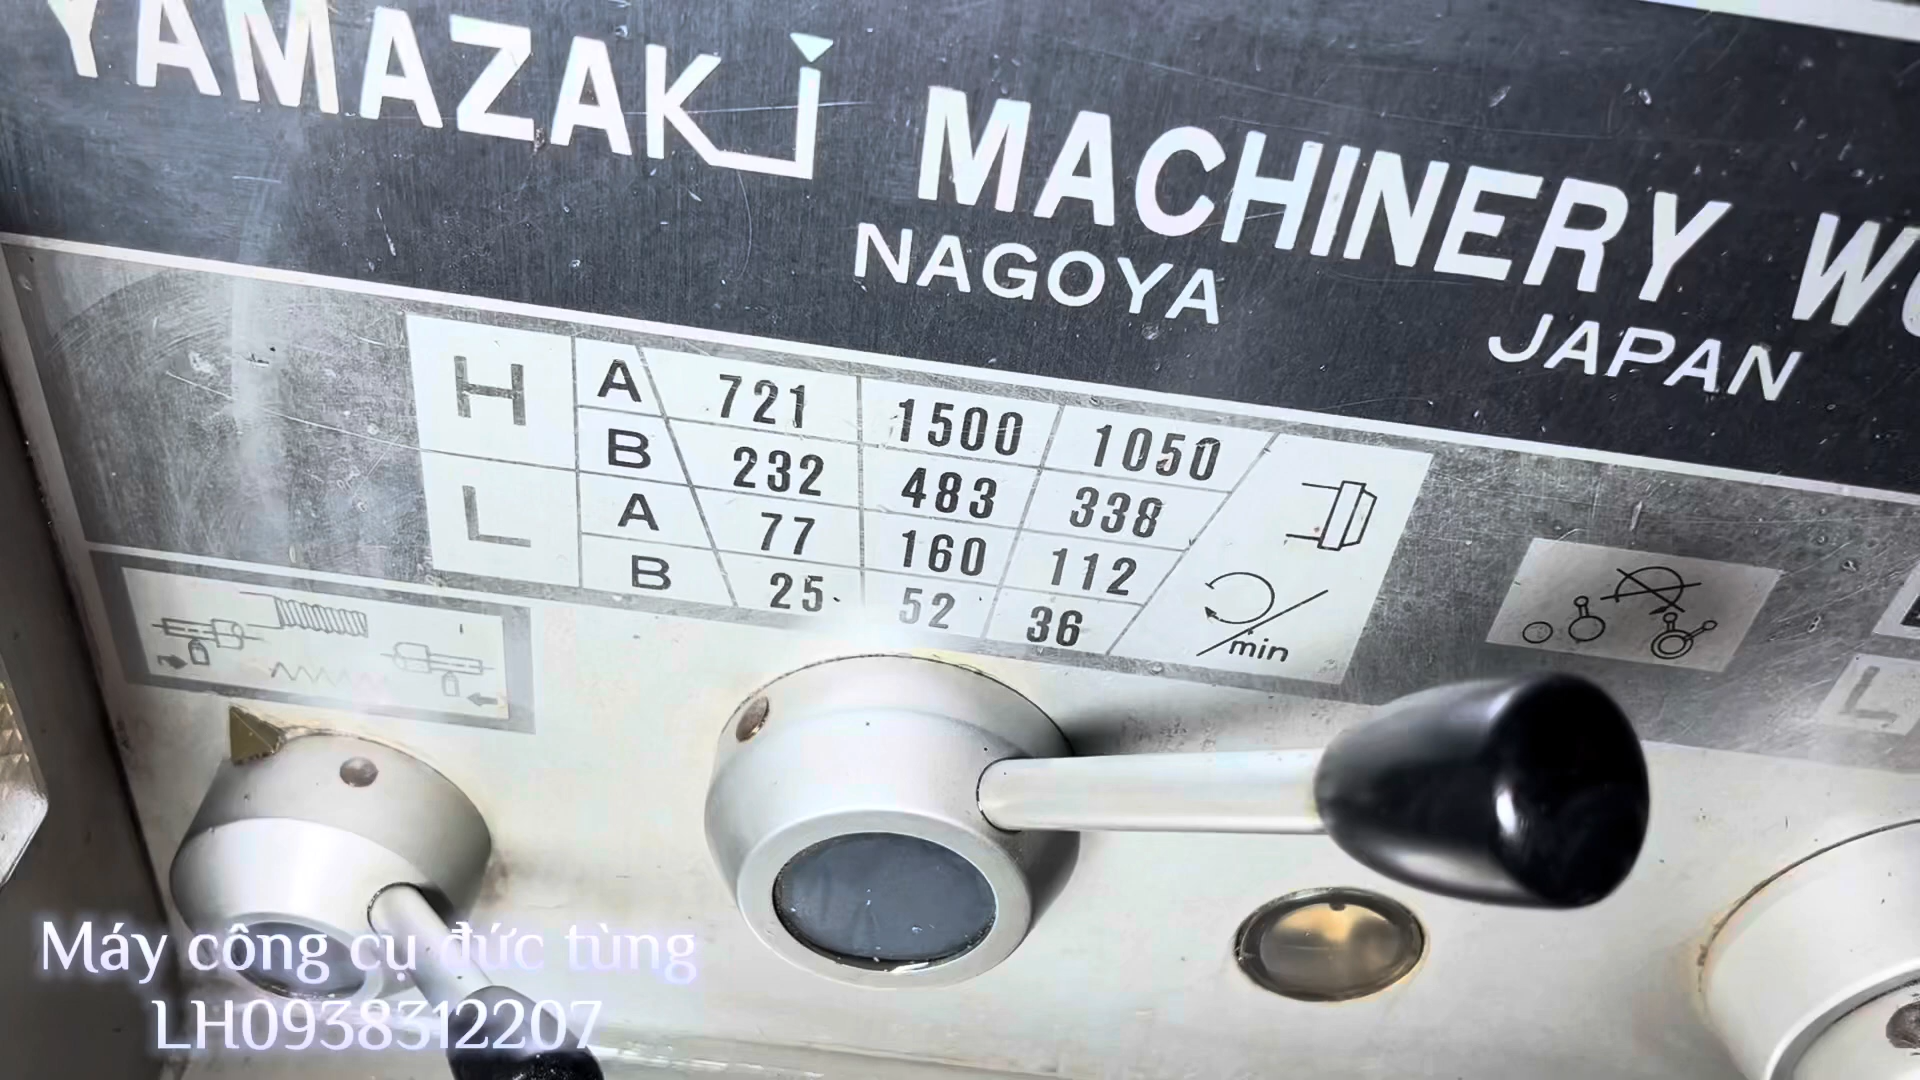 YAMAZAKi MACHINERY
NAGOYA JAPAN
H A 721 1500 1050
B 232 483 338
L A 77 160 112
B 25 52 36
min
L
Máy công cụ đức tùng
LH0938312207